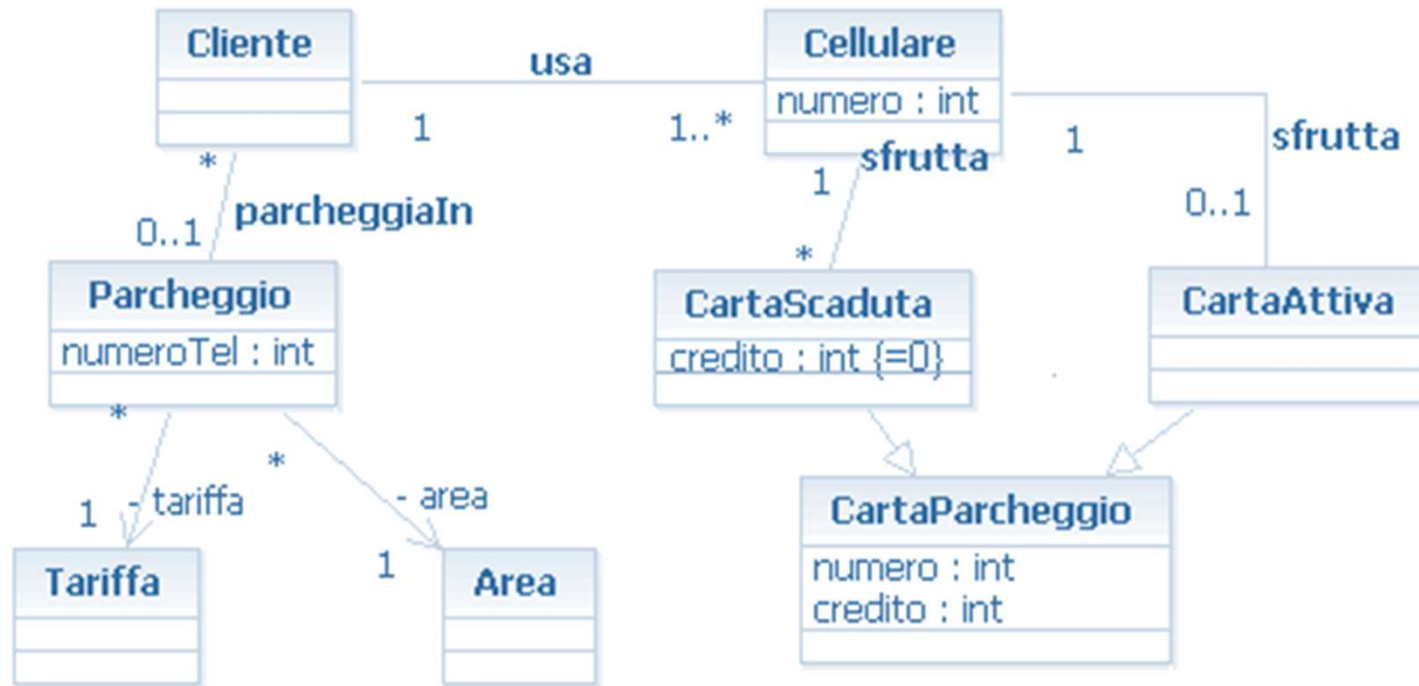 Cliente
usa
1
1..*
Cellulare
numero : int
1
sfrutta
0..1
*
parcheggiaIn
0..1
sfrutta
1
*
Parcheggio
numeroTel : int
CartaScaduta
credito : int {=0}
CartaAttiva
*
*
1
- tariffa
- area
1
Tariffa
Area
CartaParcheggio
numero : int
credito : int